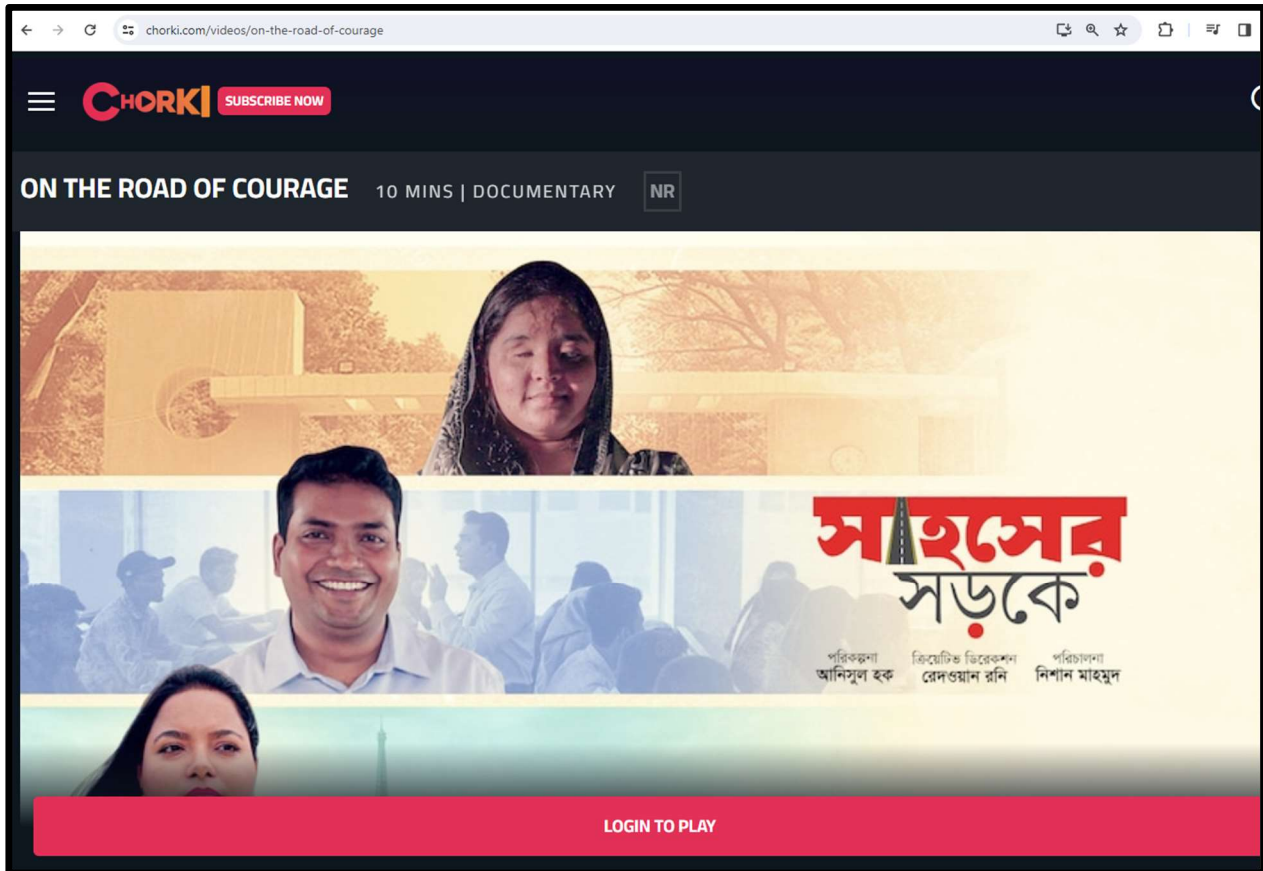 chorki.com/videos/on-the-road-of-courage
CHORKI SUBSCRIBE NOW
ON THE ROAD OF COURAGE 10 MINS | DOCUMENTARY NR
সাহসের
সড়কে
পরিকল্পনা ক্রিয়েটিভ ডিরেকশন পরিচালনা
আনিসুল হক রেদওয়ান রনি নিশান মাহমুদ
LOGIN TO PLAY